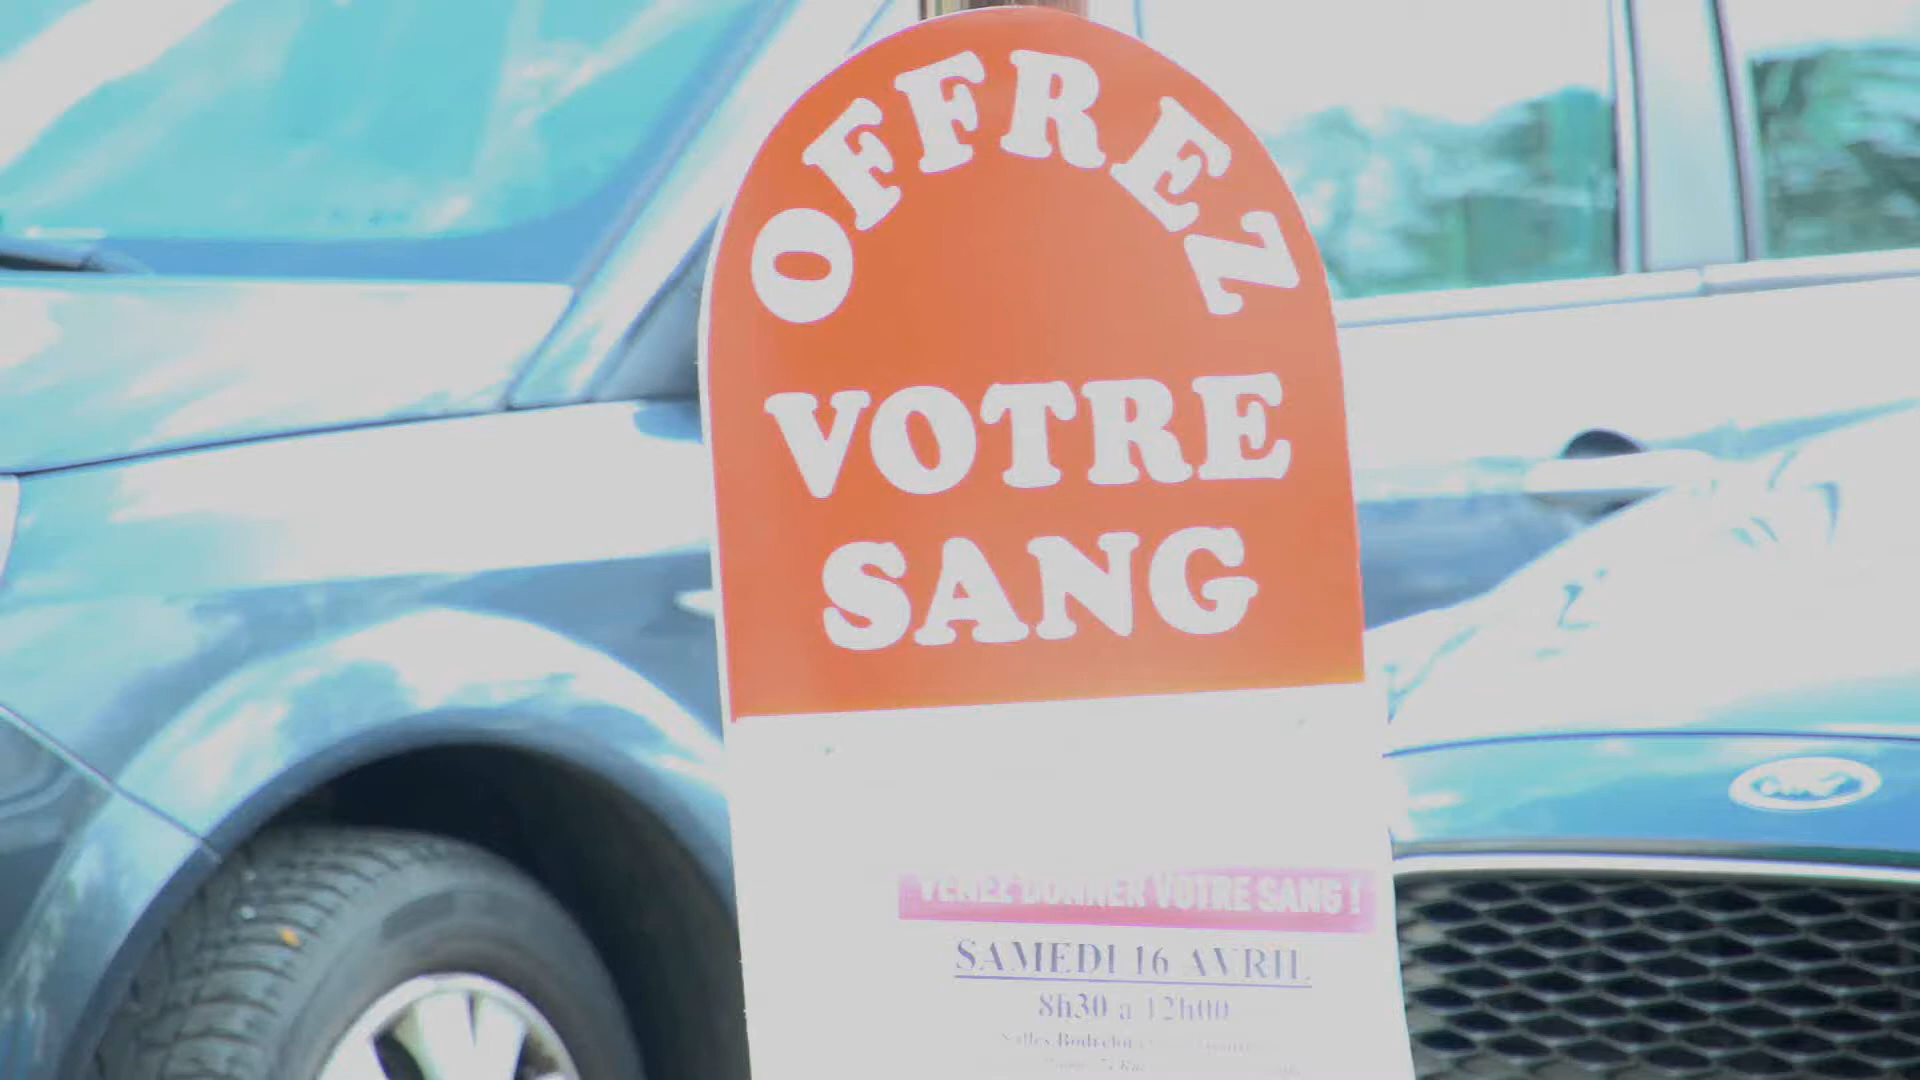 OFFREZ
VOTRE
SANG
VENEZ DONNER VOTRE SANG !
SAMEDI 16 AVRIL
8h30 a 12h00